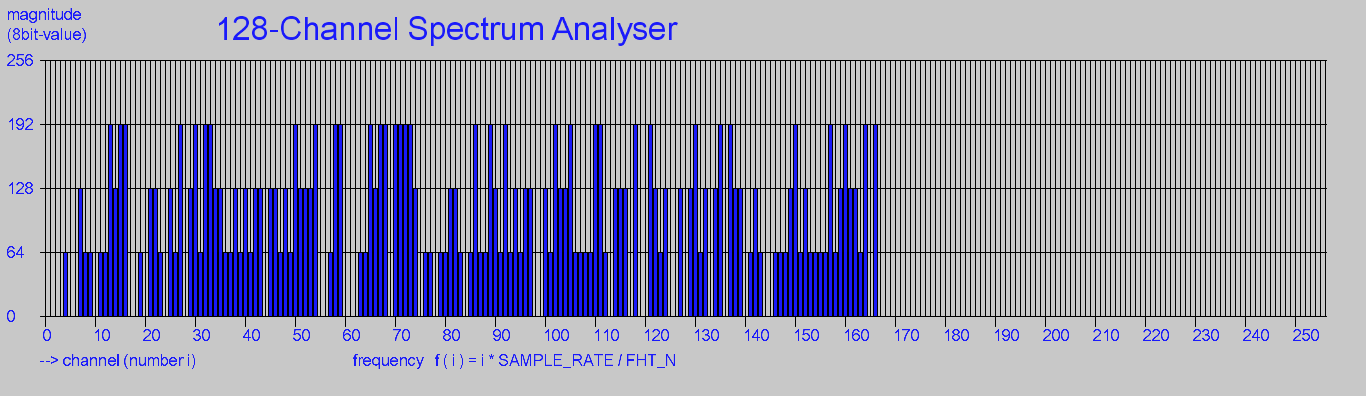 magnitude
(8bit-value)
128-Channel Spectrum Analyser
256
192
128
64
0
0 10 20 30 40 50 60 70 80 90 100 110 120 130 140 150 160 170 180 190 200 210 220 230 240 250
--> channel (number i) frequency f ( i ) = i * SAMPLE_RATE / FHT_N